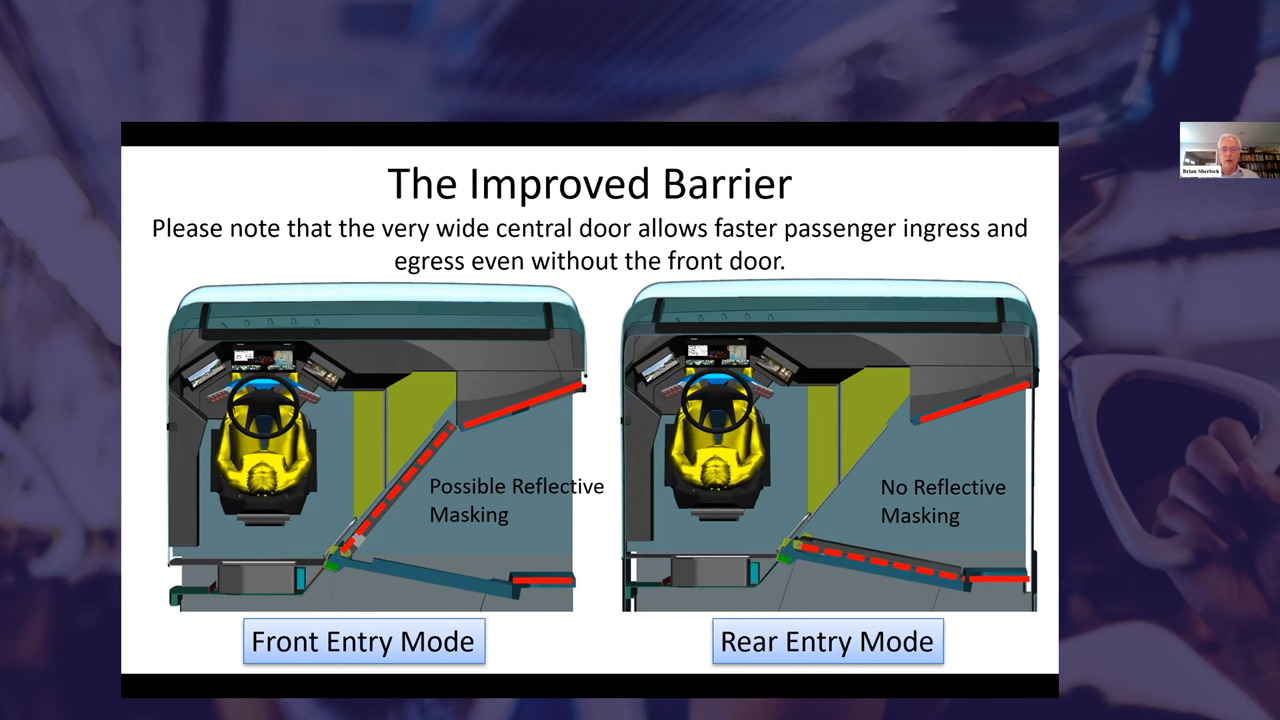 The Improved Barrier
Please note that the very wide central door allows faster passenger ingress and
egress even without the front door.
Possible Reflective
Masking
No Reflective
Masking
Front Entry Mode
Rear Entry Mode
Brian Sherlock